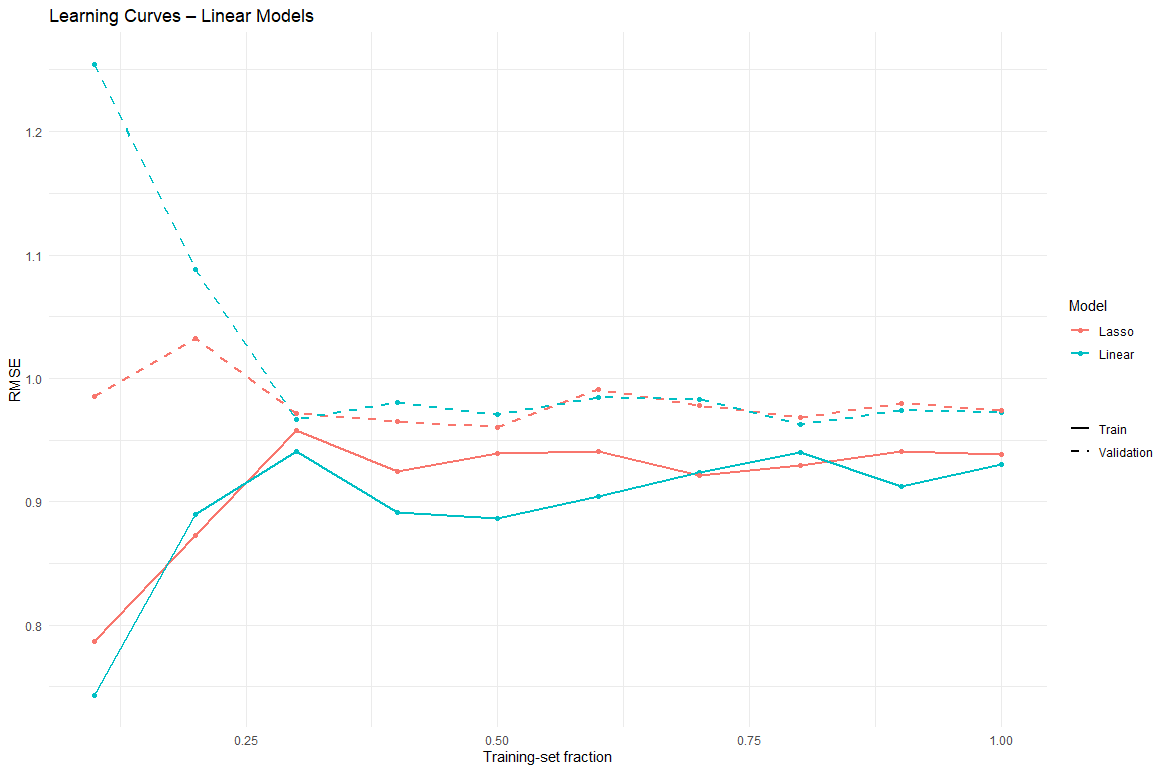 Learning Curves – Linear Models
RMSE
1.2
1.1
1.0
0.9
0.8
0.25
0.50
0.75
1.00
Training-set fraction
Model
Lasso
Linear
Train
Validation